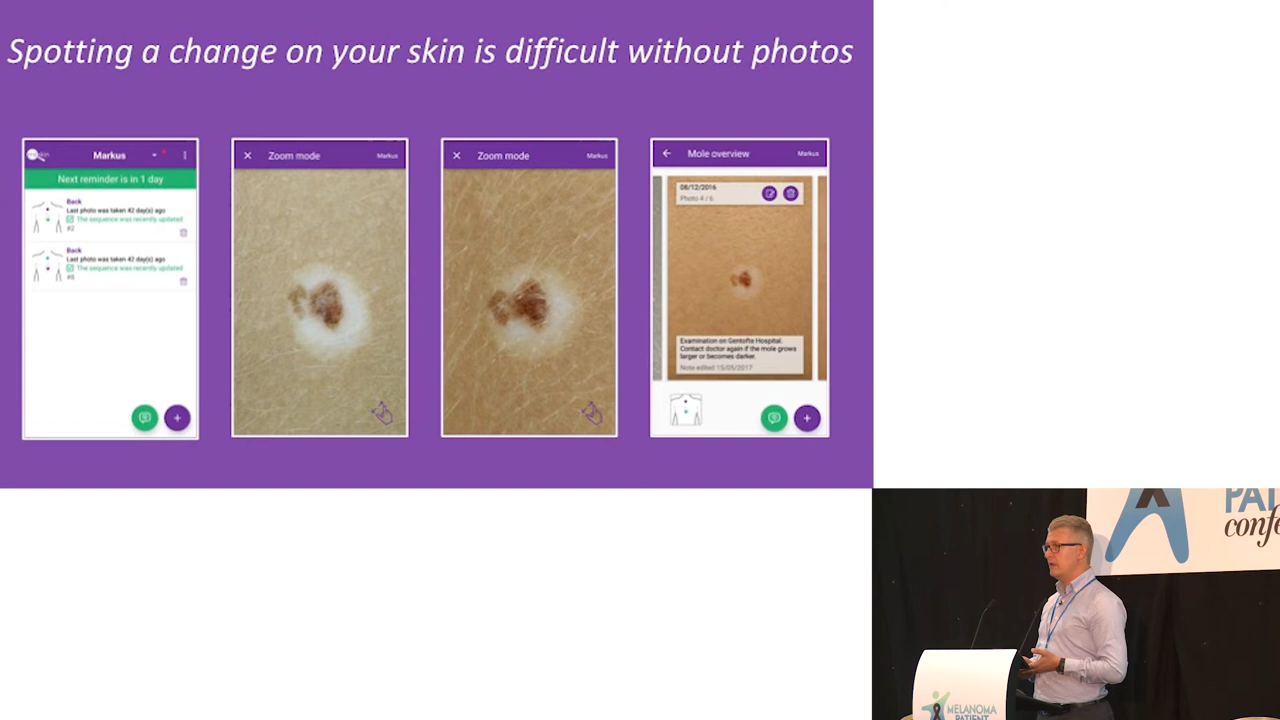 Spotting a change on your skin is difficult without photos
Markus
Next reminder is in 1 day
Back
Last photo was taken 42 day(s) ago
The sequence was recently updated
#2
Back
Last photo was taken 42 day(s) ago
The sequence was recently updated
Zoom mode
Markus
Zoom mode
Markus
Mole overview
Markus
08/12/2016
Photo 4 / 6
Examination on Gentofte Hospital.
Contact doctor again if the mole grows
larger or becomes darker.
Note edited 15/05/2017
PAT
confe
MELANOMA
PATIENT